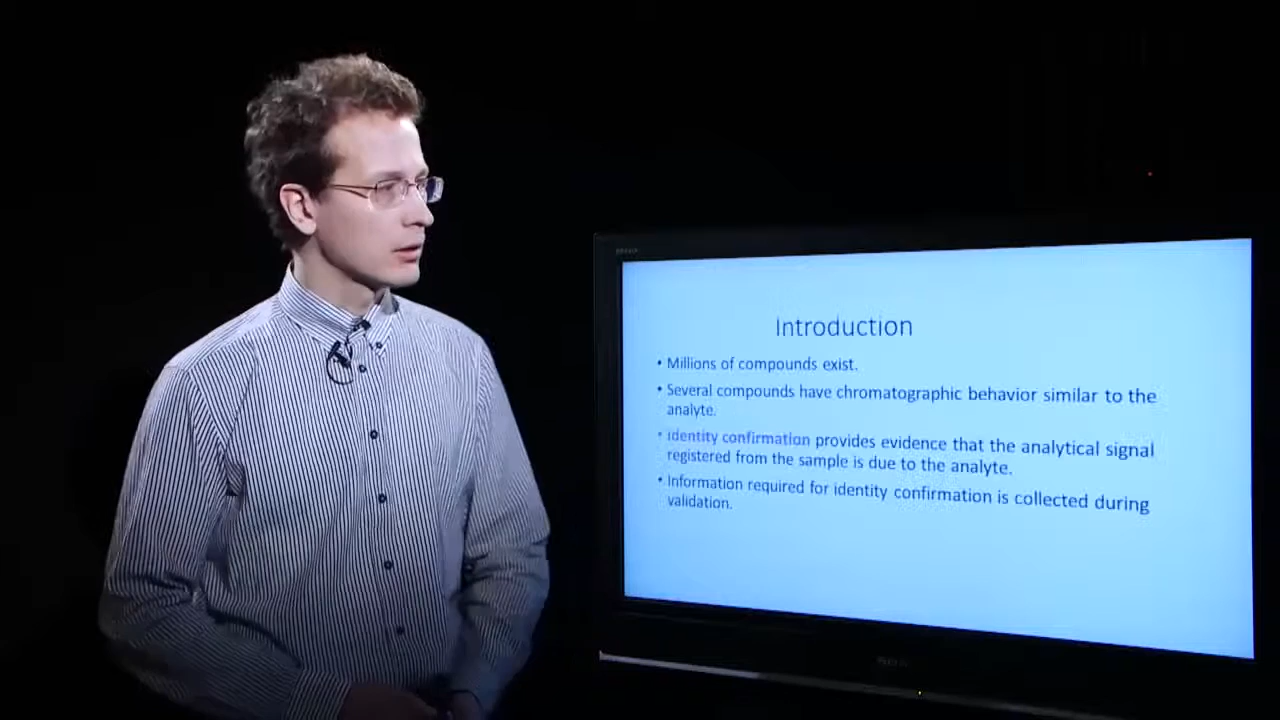 Introduction
• Millions of compounds exist.
• Several compounds have chromatographic behavior similar to the
analyte.
• Identity confirmation provides evidence that the analytical signal
registered from the sample is due to the analyte.
• Information required for identity confirmation is collected during
validation.